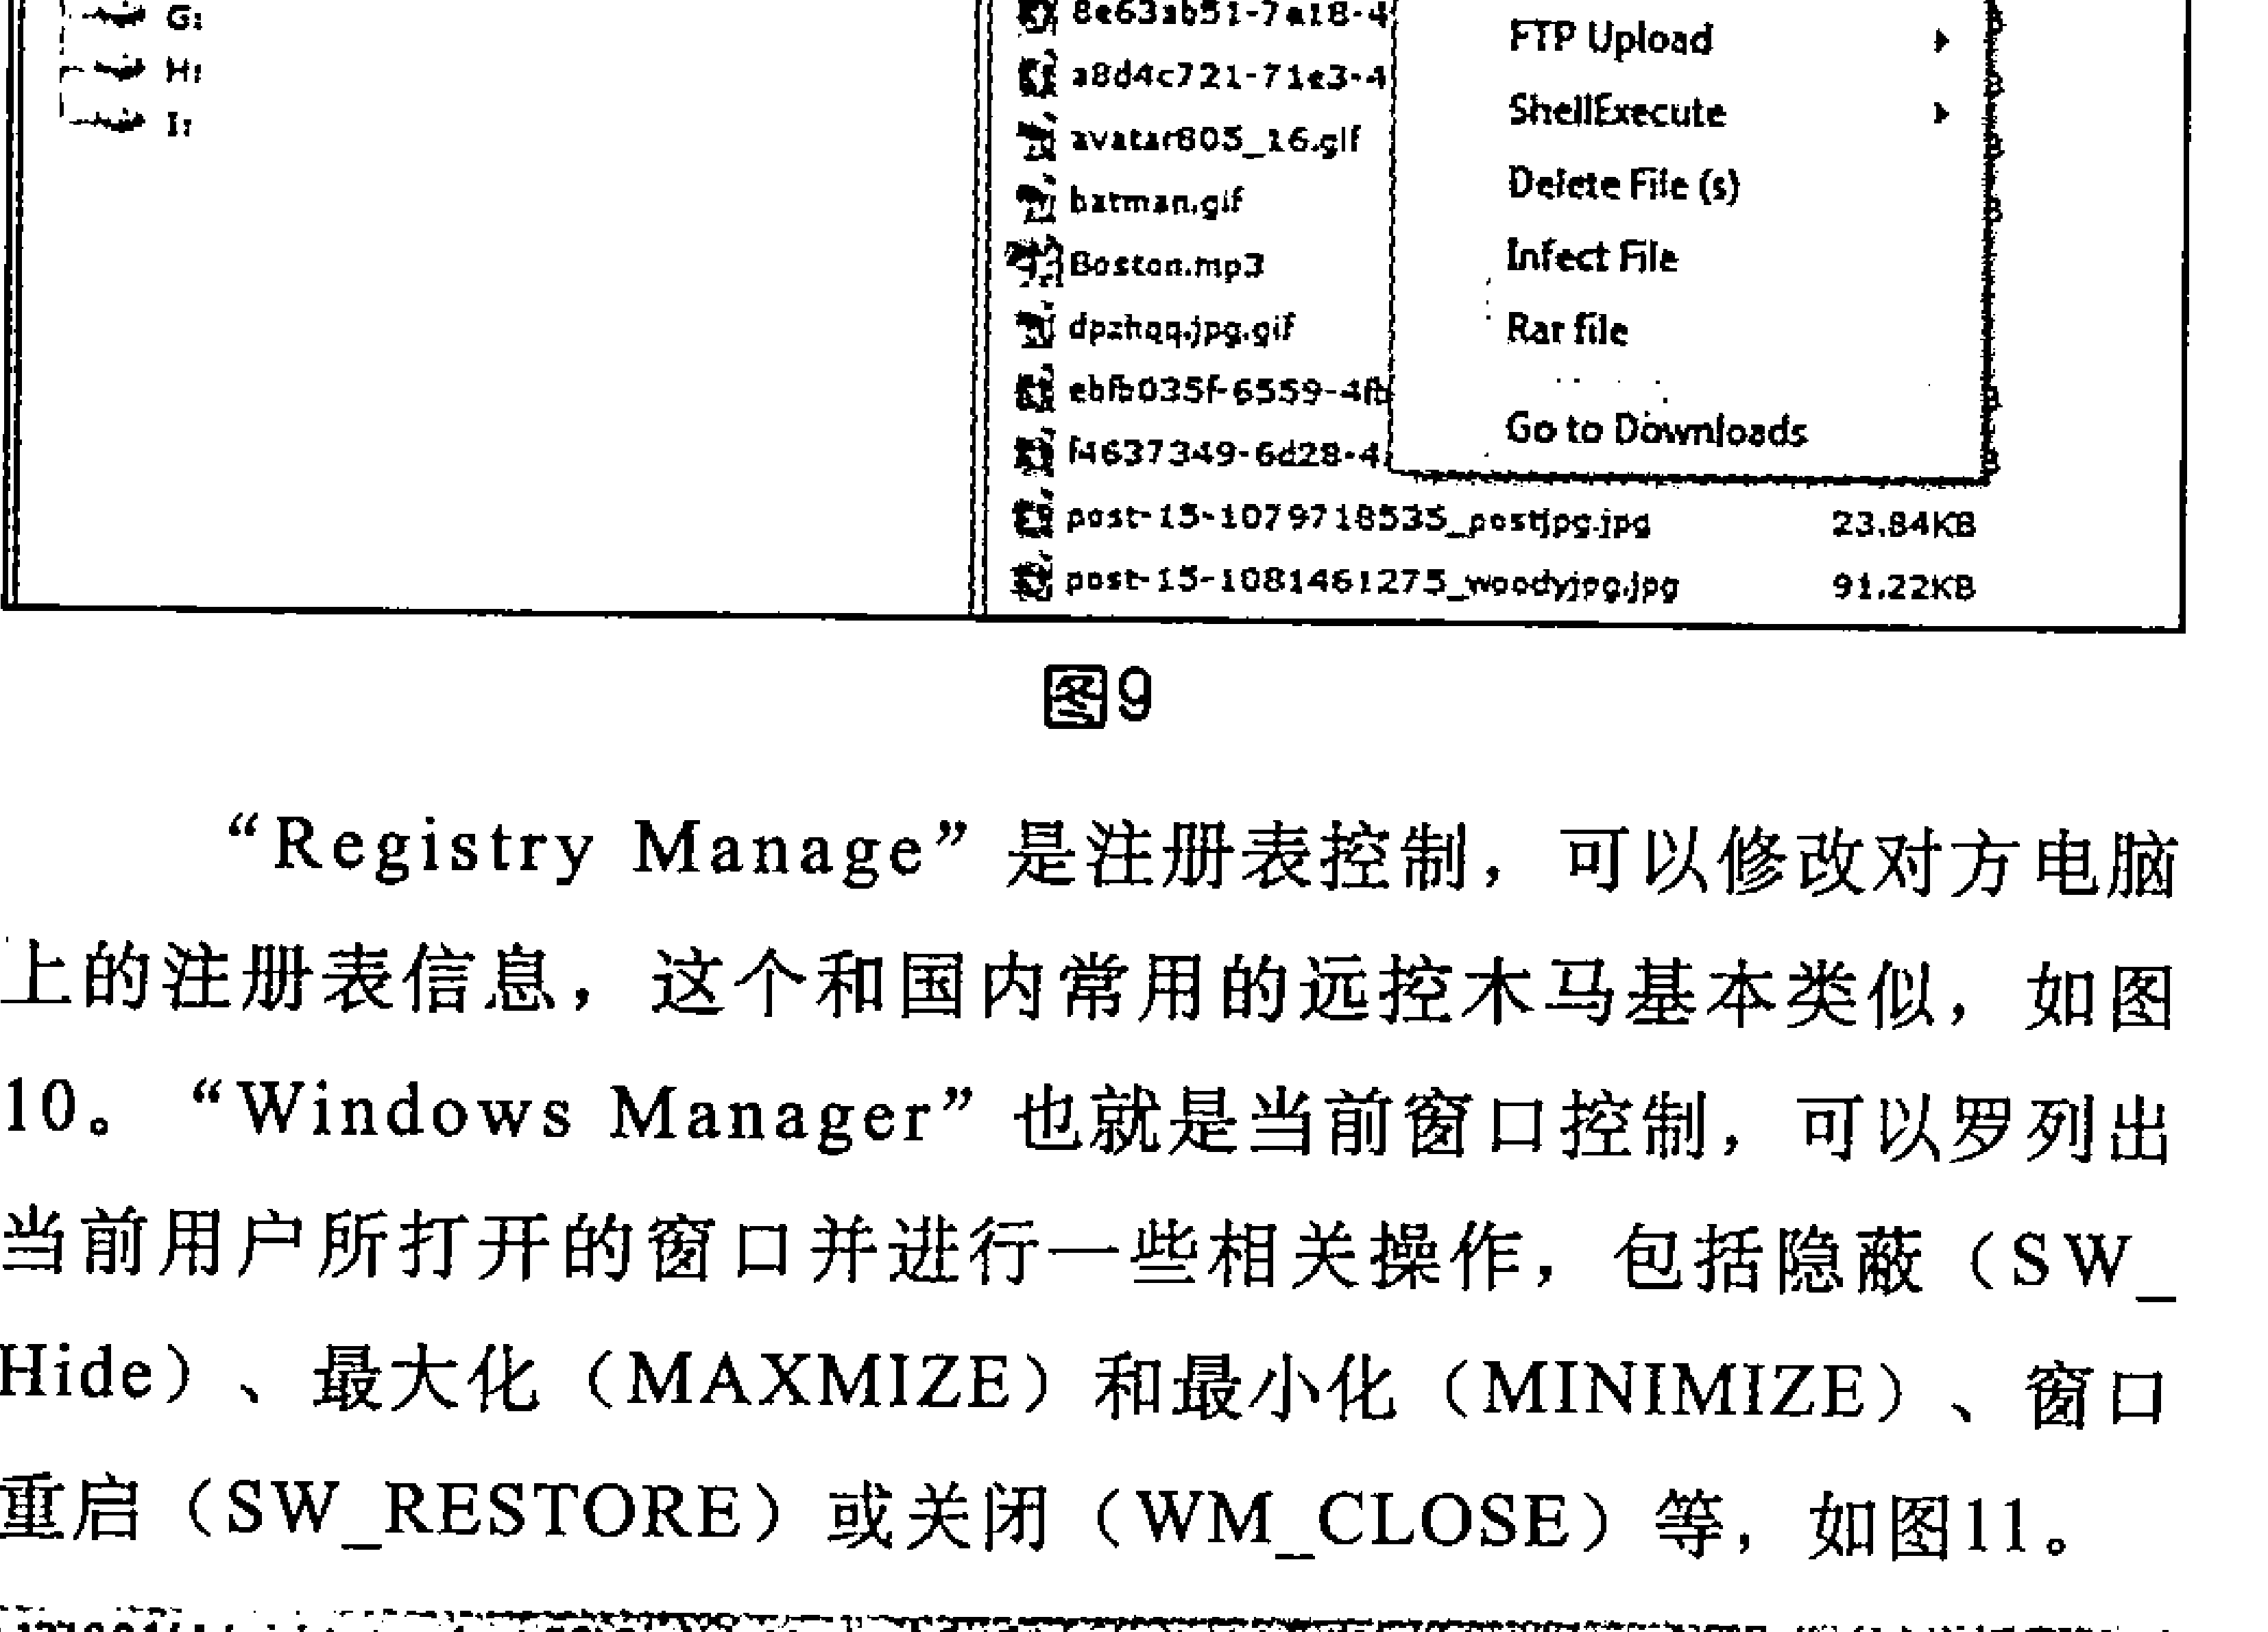 G:
H:
I:
8e63ab51-7a18-4
a8d4c721-71e3-4
avatar805_16.gif
batman.gif
Boston.mp3
dpzhqq.jpg.gif
ebfb035f-6559-4fb
f4637349-6d28-4
post-15-1079718535_postjpg.jpg 23.84KB
post-15-1081461275_woodyjpg.jpg 91.22KB
FTP Upload
ShellExecute
Delete File (s)
Infect File
Rar file
Go to Downloads
图9
“Registry Manage”是注册表控制，可以修改对方电脑
上的注册表信息，这个和国内常用的远控木马基本类似，如图
10。“Windows Manager”也就是当前窗口控制，可以罗列出
当前用户所打开的窗口并进行一些相关操作，包括隐蔽（SW_
Hide）、最大化（MAXMIZE）和最小化（MINIMIZE）、窗口
重启（SW_RESTORE）或关闭（WM_CLOSE）等，如图11。